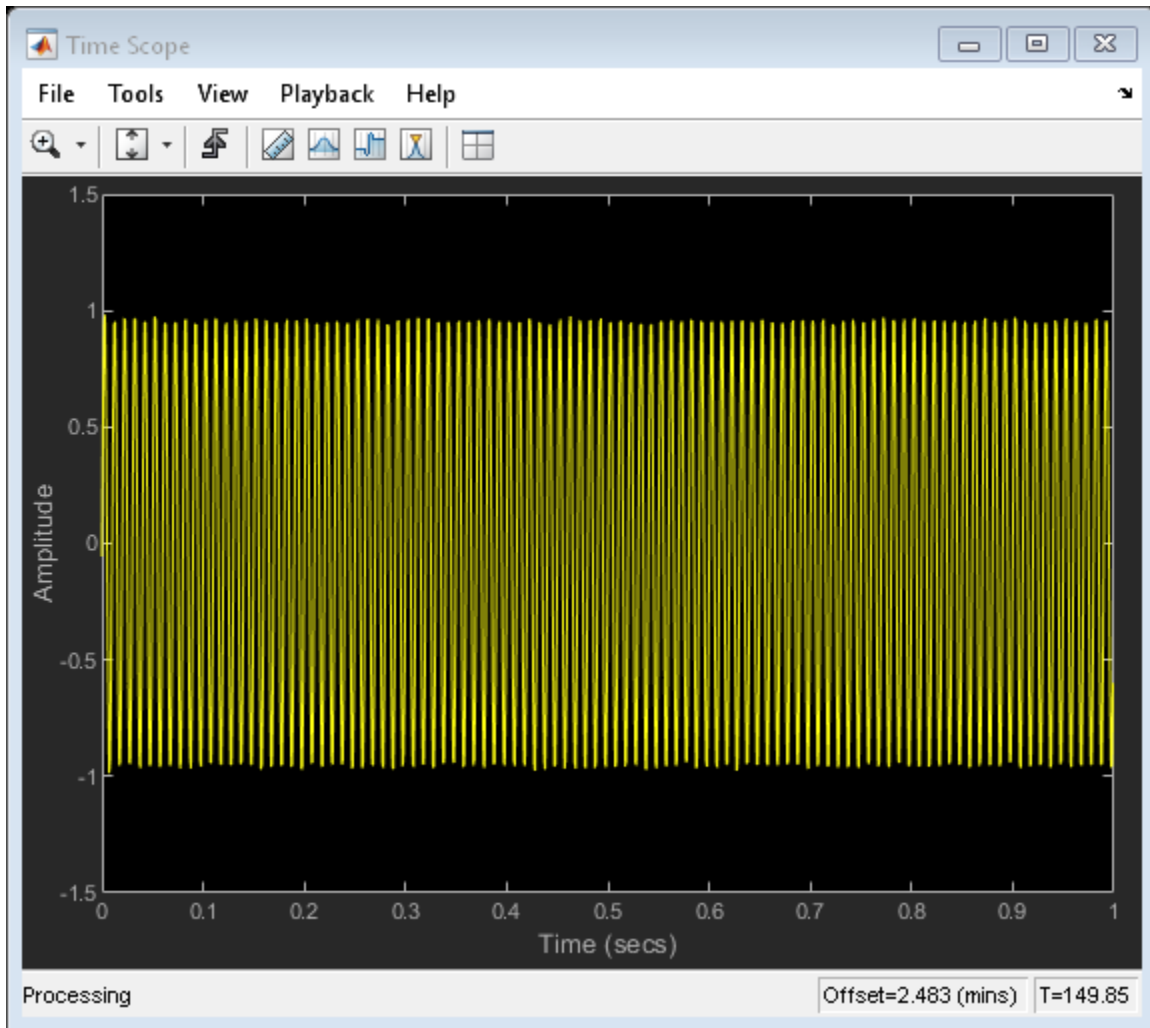 Time Scope
File Tools View Playback Help
1.5
1
0.5
0
-0.5
-1
-1.5
Amplitude
0 0.1 0.2 0.3 0.4 0.5 0.6 0.7 0.8 0.9 1
Time (secs)
Processing Offset=2.483 (mins) T=149.85